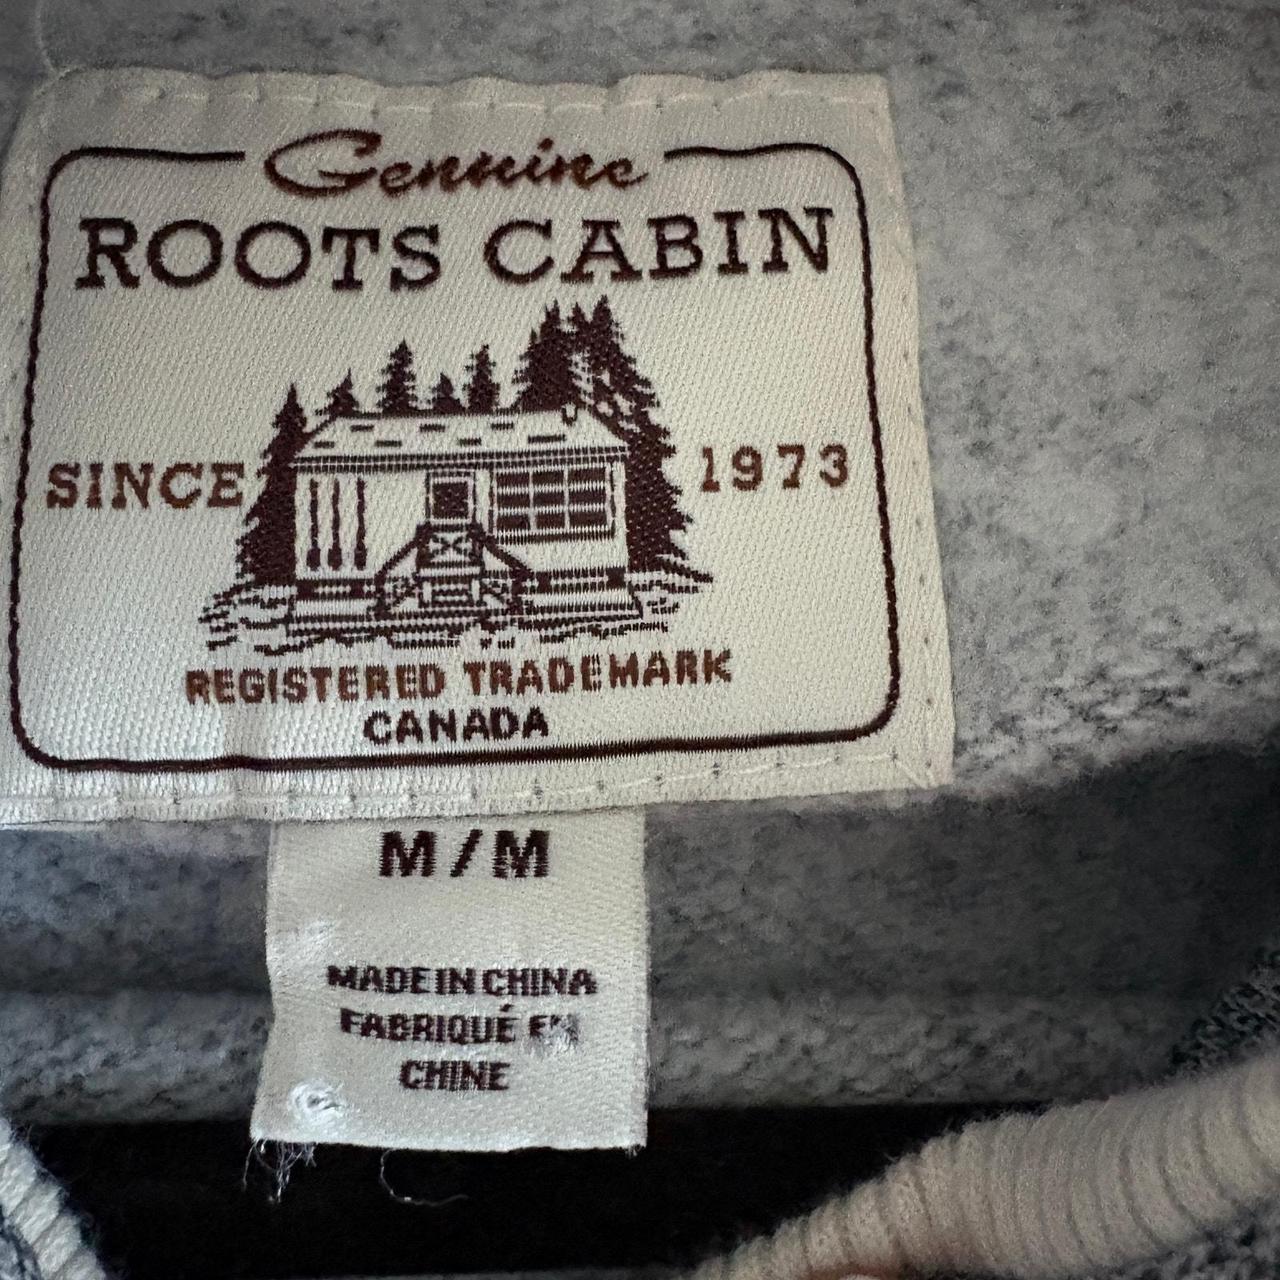 Genuine
ROOTS CABIN
SINCE 1973
REGISTERED TRADEMARK
CANADA
M / M
MADE IN CHINA
FABRIQUÉ EN
CHINE